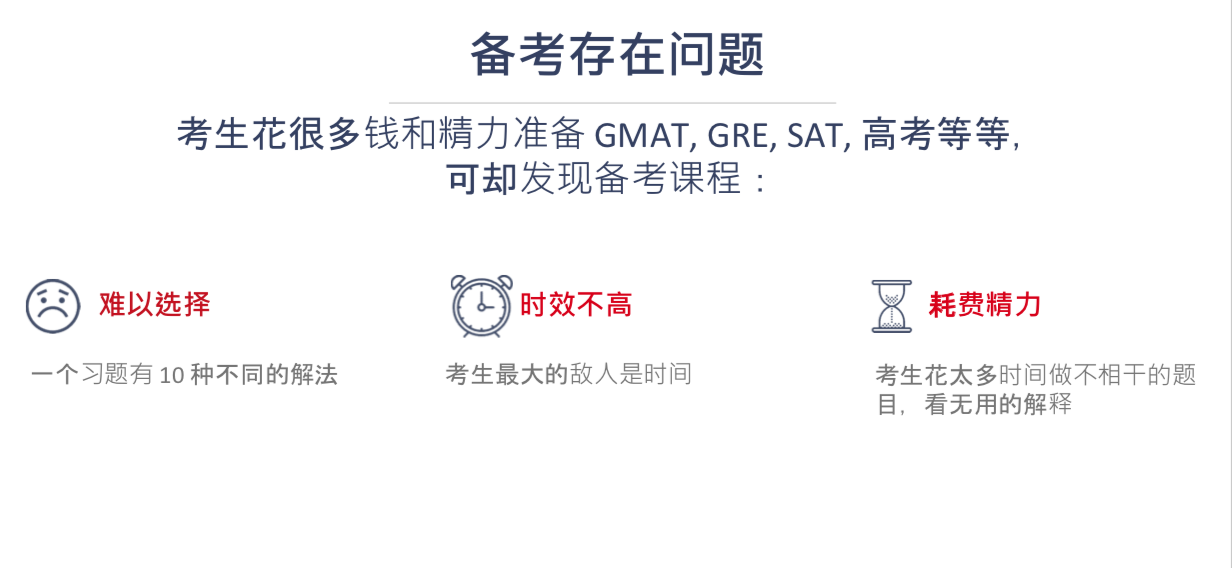 备考存在问题
考生花很多钱和精力准备 GMAT, GRE, SAT, 高考等等,
可却发现备考课程：
难以选择
一个习题有 10 种不同的解法
时效不高
考生最大的敌人是时间
耗费精力
考生花太多时间做不相干的题
目，看无用的解释